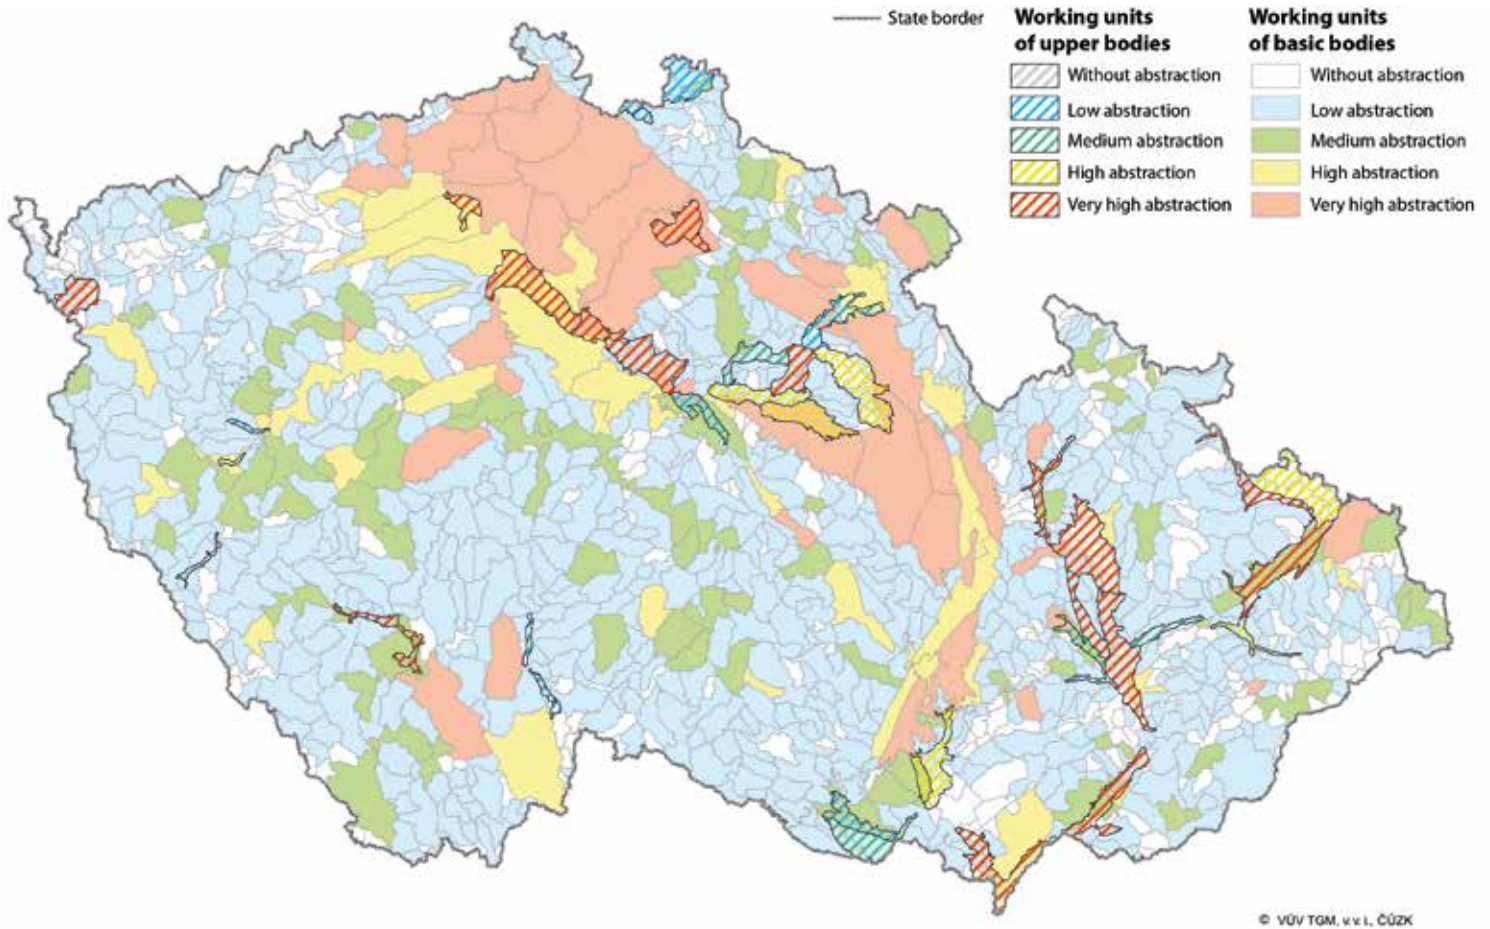 State border
Working units
of upper bodies
Without abstraction
Low abstraction
Medium abstraction
High abstraction
Very high abstraction
Working units
of basic bodies
Without abstraction
Low abstraction
Medium abstraction
High abstraction
Very high abstraction
© VÚV TGM, v.v. i., ČÚZK